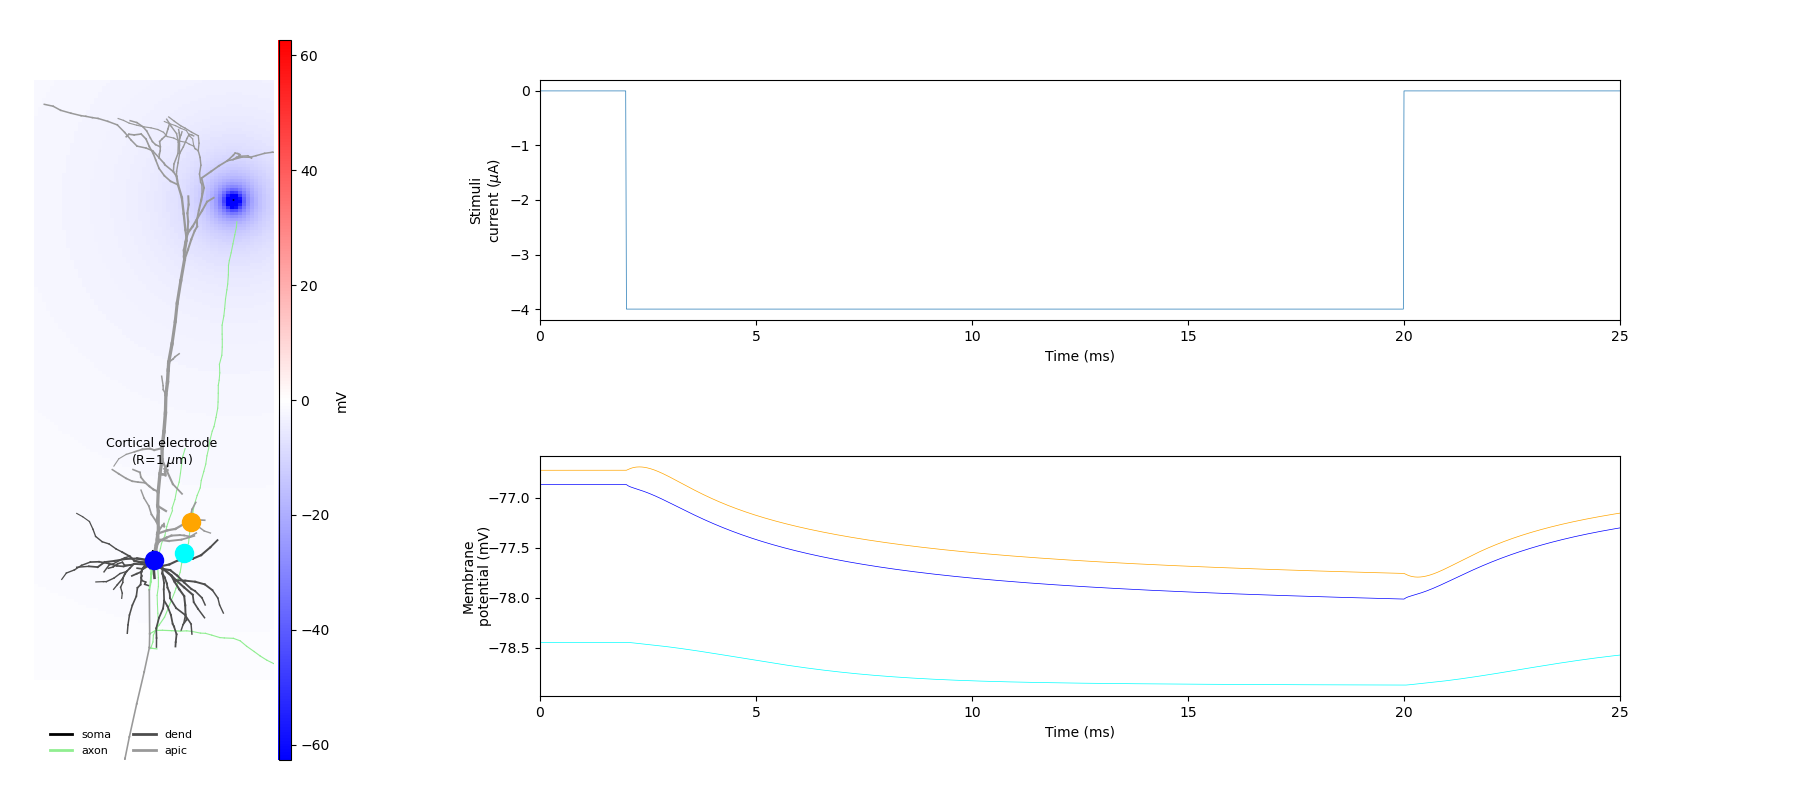 60
40
20
0
−20
−40
−60
mV
Cortical electrode
(R=1 μm)
soma
axon
dend
apic
0
−1
−2
−3
−4
Stimuli
current (μA)
0 5 10 15 20 25
Time (ms)
−77.0
−77.5
−78.0
−78.5
Membrane
potential (mV)
0 5 10 15 20 25
Time (ms)